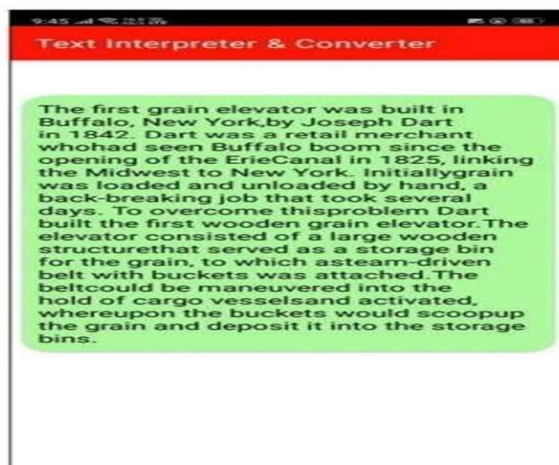 9:45
Text Interpreter & Converter
The first grain elevator was built in
Buffalo, New York,by Joseph Dart
in 1842. Dart was a retail merchant
whohad seen Buffalo boom since the
opening of the ErieCanal in 1825, linking
the Midwest to New York. Initiallygrain
was loaded and unloaded by hand, a
back-breaking job that took several
days. To overcome thisproblem Dart
built the first wooden grain elevator.The
elevator consisted of a large wooden
structurethat served as a storage bin
for the grain, to which asteam-driven
belt with buckets was attached.The
beltcould be maneuvered into the
hold of cargo vesselsand activated,
whereupon the buckets would scoopup
the grain and deposit it into the storage
bins.